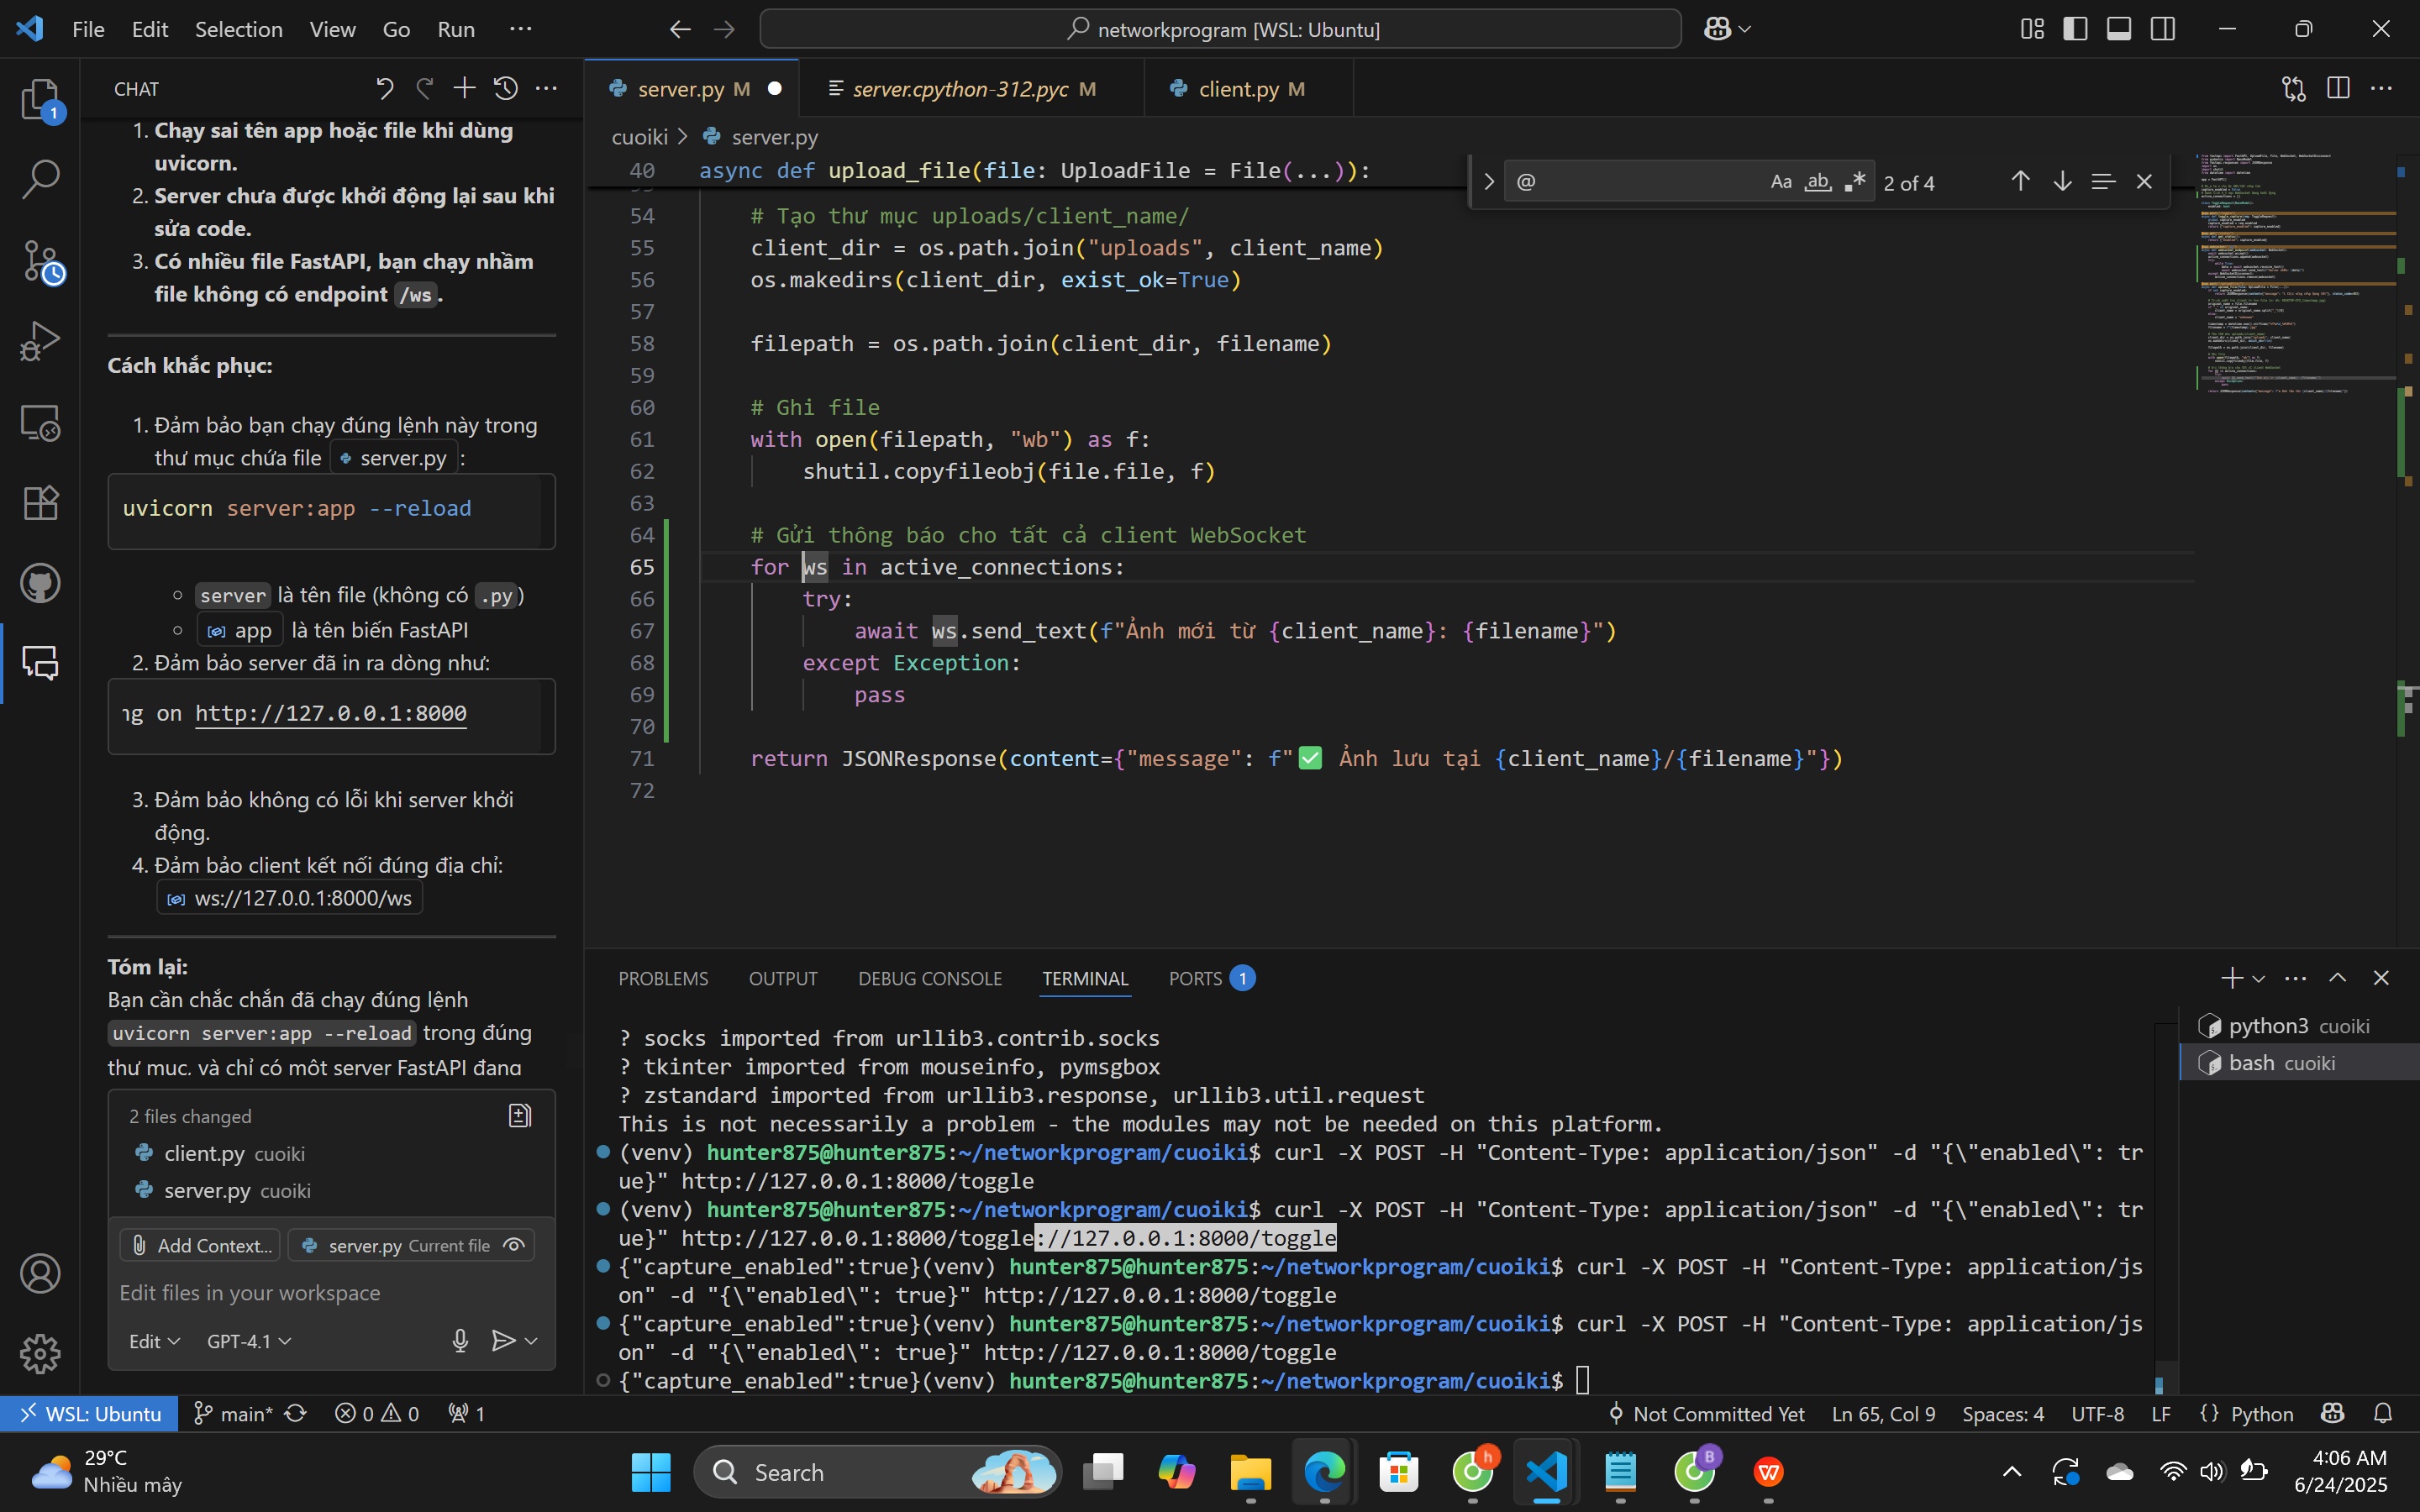 File Edit Selection View Go Run ···
networkprogram [WSL: Ubuntu]
CHAT
1. Chạy sai tên app hoặc file khi dùng
uvicorn.
2. Server chưa được khởi động lại sau khi
sửa code.
3. Có nhiều file FastAPI, bạn chạy nhầm
file không có endpoint /ws.
Cách khắc phục:
1. Đảm bảo bạn chạy đúng lệnh này trong
thư mục chứa file server.py :
uvicorn server:app --reload
server là tên file (không có .py)
app là tên biến FastAPI
2. Đảm bảo server đã in ra dòng như:
ng on http://127.0.0.1:8000
3. Đảm bảo không có lỗi khi server khởi
động.
4. Đảm bảo client kết nối đúng địa chỉ:
ws://127.0.0.1:8000/ws
Tóm lại:
Bạn cần chắc chắn đã chạy đúng lệnh
uvicorn server:app --reload trong đúng
thư mục, và chỉ có một server FastAPI đang
2 files changed
client.py cuoiki
server.py cuoiki
Add Context... server.py Current file
Edit files in your workspace
Edit GPT-4.1
server.py M
server.cpython-312.pyc M
client.py M
cuoiki > server.py
@ Aa ab 2 of 4
40 async def upload_file(file: UploadFile = File(...)):
54 # Tạo thư mục uploads/client_name/
55 client_dir = os.path.join("uploads", client_name)
56 os.makedirs(client_dir, exist_ok=True)
57
58 filepath = os.path.join(client_dir, filename)
59
60 # Ghi file
61 with open(filepath, "wb") as f:
62 shutil.copyfileobj(file.file, f)
63
64 # Gửi thông báo cho tất cả client WebSocket
65 for ws in active_connections:
66 try:
67 await ws.send_text(f"Ảnh mới từ {client_name}: {filename}")
68 except Exception:
69 pass
70
71 return JSONResponse(content={"message": f"✅ Ảnh lưu tại {client_name}/{filename}"})
72
PROBLEMS OUTPUT DEBUG CONSOLE TERMINAL PORTS 1
? socks imported from urllib3.contrib.socks
? tkinter imported from mouseinfo, pymsgbox
? zstandard imported from urllib3.response, urllib3.util.request
This is not necessarily a problem - the modules may not be needed on this platform.
(venv) hunter875@hunter875:~/networkprogram/cuoiki$ curl -X POST -H "Content-Type: application/json" -d "{\"enabled\": tr
ue}" http://127.0.0.1:8000/toggle
(venv) hunter875@hunter875:~/networkprogram/cuoiki$ curl -X POST -H "Content-Type: application/json" -d "{\"enabled\": tr
ue}" http://127.0.0.1:8000/toggle://127.0.0.1:8000/toggle
{"capture_enabled":true}(venv) hunter875@hunter875:~/networkprogram/cuoiki$ curl -X POST -H "Content-Type: application/js
on" -d "{\"enabled\": true}" http://127.0.0.1:8000/toggle
{"capture_enabled":true}(venv) hunter875@hunter875:~/networkprogram/cuoiki$ curl -X POST -H "Content-Type: application/js
on" -d "{\"enabled\": true}" http://127.0.0.1:8000/toggle
{"capture_enabled":true}(venv) hunter875@hunter875:~/networkprogram/cuoiki$
python3 cuoiki
bash cuoiki
1
WSL: Ubuntu main* 0 0 1
Not Committed Yet Ln 65, Col 9 Spaces: 4 UTF-8 LF {} Python
29°C
Nhiều mây
Search
h
B
4:06 AM
6/24/2025